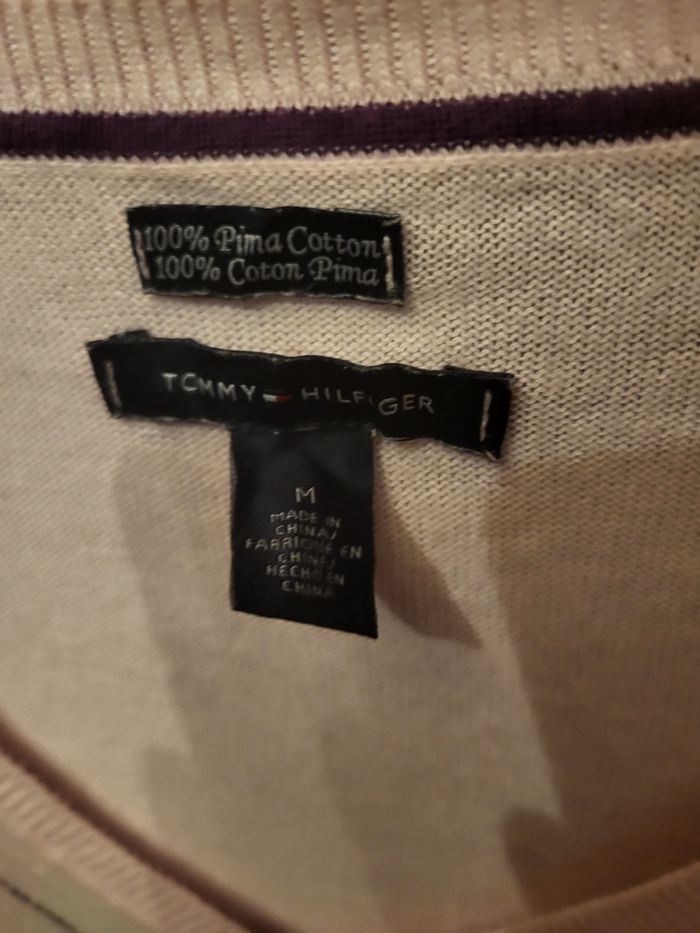 100% Pima Cotton
100% Coton Pima
TOMMY HILFIGER
M
MADE IN
CHINA/
FABRIQUE EN
CHINE/
HECHO EN
CHINA